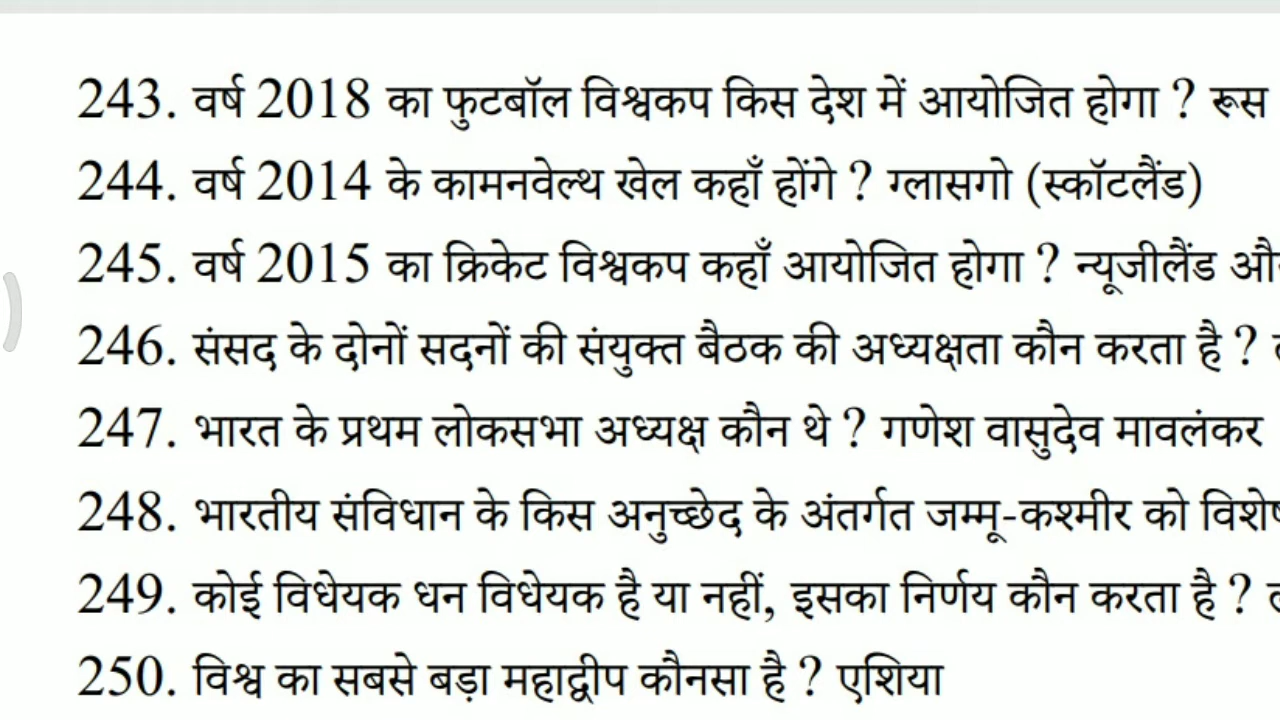 243. वर्ष 2018 का फुटबॉल विश्वकप किस देश में आयोजित होगा ? रूस
244. वर्ष 2014 के कामनवेल्थ खेल कहाँ होंगे ? ग्लासगो (स्कॉटलैंड)
245. वर्ष 2015 का क्रिकेट विश्वकप कहाँ आयोजित होगा ? न्यूजीलैंड
246. संसद के दोनों सदनों की संयुक्त बैठक की अध्यक्षता कौन करता है ?
247. भारत के प्रथम लोकसभा अध्यक्ष कौन थे ? गणेश वासुदेव मावलंकर
248. भारतीय संविधान के किस अनुच्छेद के अंतर्गत जम्मू-कश्मीर को
249. कोई विधेयक धन विधेयक है या नहीं, इसका निर्णय कौन करता है ?
250. विश्व का सबसे बड़ा महाद्वीप कौनसा है ? एशिया